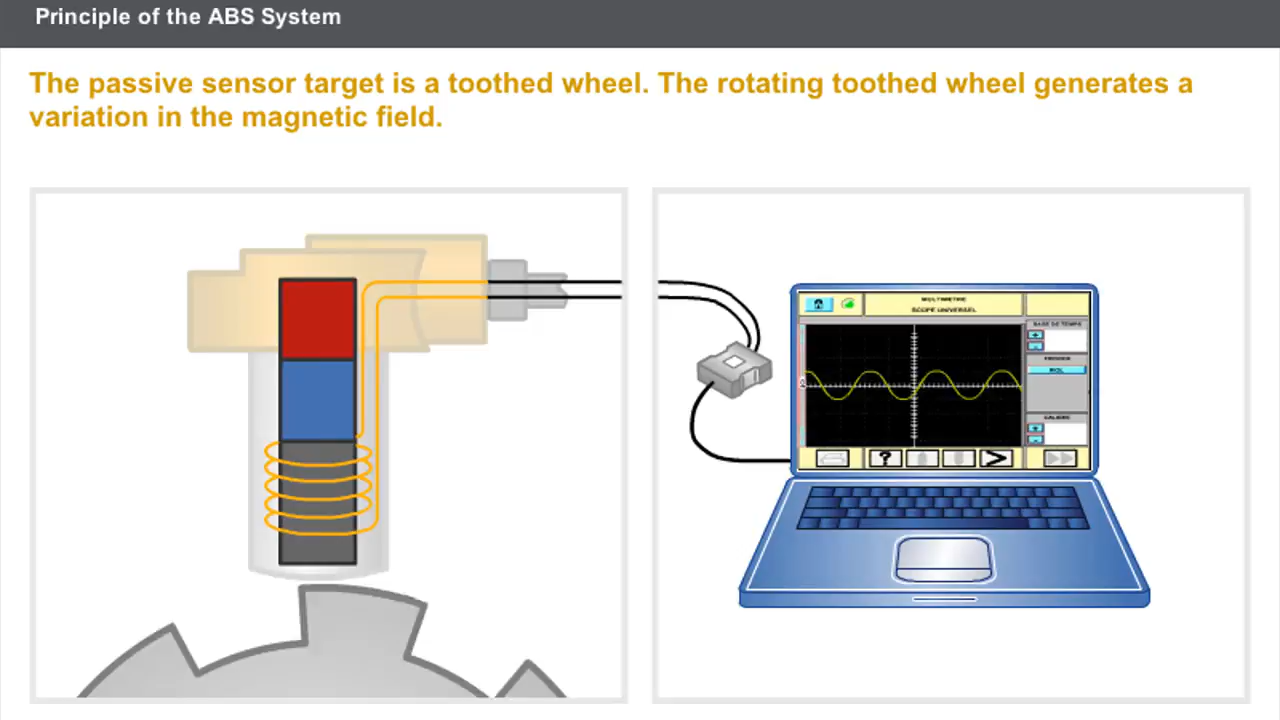 Principle of the ABS System
The passive sensor target is a toothed wheel. The rotating toothed wheel generates a
variation in the magnetic field.
MULTIMETRE
SCOPE UNIVERSEL
BASE DE TEMPS
+
-
CALIBRE
+
-
?
>